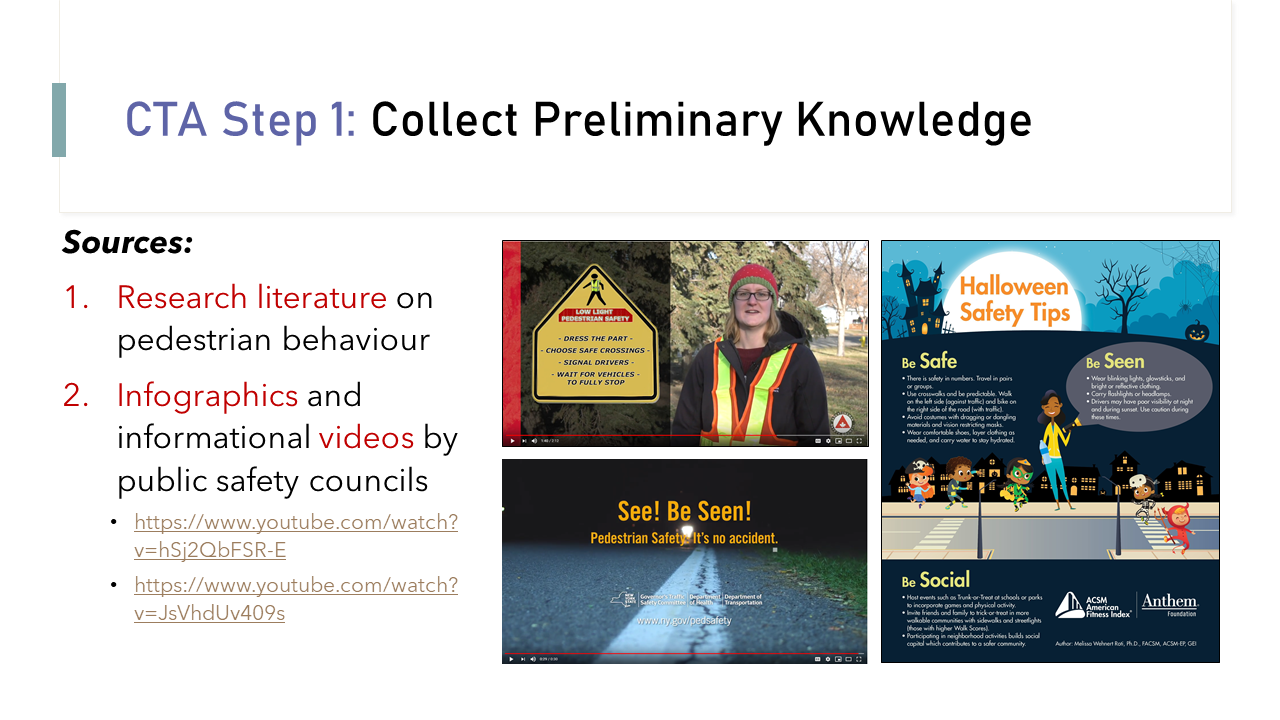 CTA Step 1: Collect Preliminary Knowledge
Sources:
1. Research literature on
pedestrian behaviour
2. Infographics and
informational videos by
public safety councils
• https://www.youtube.com/watch?
v=hSj2QbFSR-E
• https://www.youtube.com/watch?
v=JsVhdUv409s
LOW LIGHT
PEDESTRIAN SAFETY
- DRESS THE PART -
- CHOOSE SAFE CROSSINGS -
- SIGNAL DRIVERS -
- WAIT FOR VEHICLES -
TO FULLY STOP
See! Be Seen!
Pedestrian Safety. It's no accident.
Governor's Traffic
Safety Committee
Department
of Health
Department of
Transportation
www.ny.gov/pedsafety
Halloween
Safety Tips
Be Safe
• There is safety in numbers. Travel in pairs
or groups.
• Use crosswalks and be predictable. Walk
on the left side (against traffic) and bike on
the right side of the road (with traffic).
• Avoid costumes with dragging or dangling
materials and vision restricting masks.
• Wear comfortable shoes, layer clothing as
needed, and carry water to stay hydrated.
Be Seen
• Wear blinking lights, glowsticks, and
bright or reflective clothing.
• Carry flashlights or headlamps.
• Drivers may have poor visibility at night
and during sunset. Use caution during
these times.
Be Social
• Host events such as Trunk-or-Treat at schools or parks
to incorporate games and physical activity.
• Invite friends and family to trick-or-treat in more
walkable communities with sidewalks and streetlights
(those with higher Walk Scores).
• Participating in neighborhood activities builds social
capital which contributes to a safer community.
ACSM
American
Fitness Index
Anthem
Foundation
Author: Melissa Wehnert Roti, Ph.D., FACSM, ACSM-EP, GEI